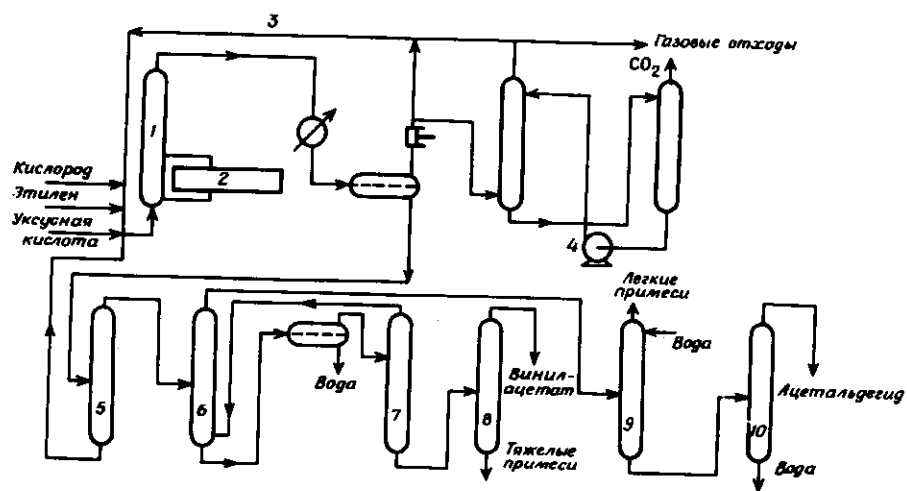 3
Газовые отходы
CO₂
1
2
Кислород
Этилен
Уксусная
кислота
4
Легкие
примеси
Вода
Вода
Винил-
ацетат
Ацетальдегид
5
6
7
8
9
10
Тяжелые
примеси
Вода